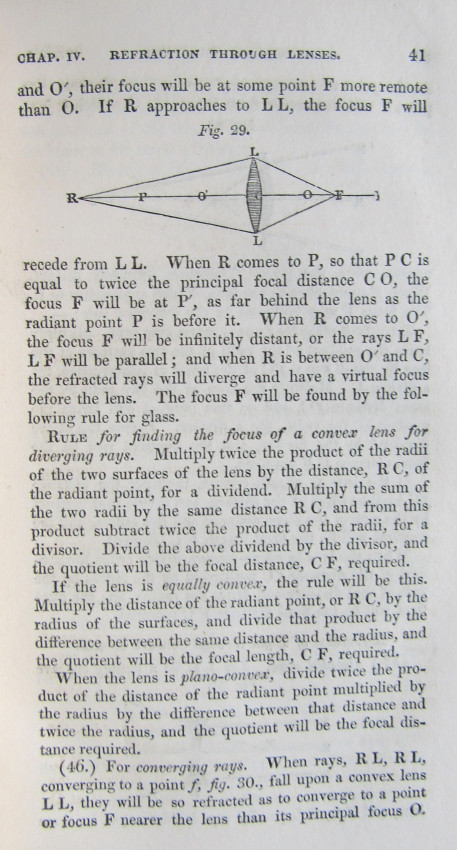 CHAP. IV. REFRACTION THROUGH LENSES. 41
and O′, their focus will be at some point F more remote
than O. If R approaches to L L, the focus F will
Fig. 29.
L
R P O′ C O F
L
recede from L L. When R comes to P, so that P C is
equal to twice the principal focal distance C O, the
focus F will be at P′, as far behind the lens as the
radiant point P is before it. When R comes to O′,
the focus F will be infinitely distant, or the rays L F,
L F will be parallel; and when R is between O′ and C,
the refracted rays will diverge and have a virtual focus
before the lens. The focus F will be found by the fol-
lowing rule for glass.
RULE for finding the focus of a convex lens for
diverging rays. Multiply twice the product of the radii
of the two surfaces of the lens by the distance, R C, of
the radiant point, for a dividend. Multiply the sum of
the two radii by the same distance R C, and from this
product subtract twice the product of the radii, for a
divisor. Divide the above dividend by the divisor, and
the quotient will be the focal distance, C F, required.
If the lens is equally convex, the rule will be this.
Multiply the distance of the radiant point, or R C, by the
radius of the surfaces, and divide that product by the
difference between the same distance and the radius, and
the quotient will be the focal length, C F, required.
When the lens is plano-convex, divide twice the pro-
duct of the distance of the radiant point multiplied by
the radius by the difference between that distance and
twice the radius, and the quotient will be the focal dis-
tance required.
(46.) For converging rays. When rays, R L, R L,
converging to a point f, fig. 30., fall upon a convex lens
L L, they will be so refracted as to converge to a point
or focus F nearer the lens than its principal focus O.